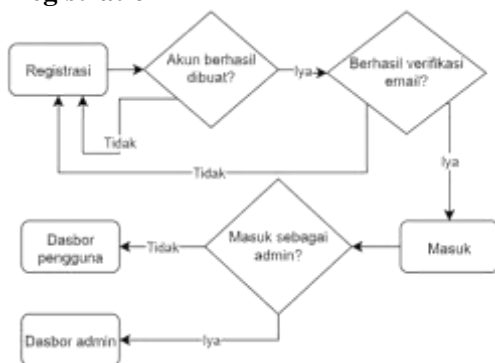 Registrasi
Akun berhasil
dibuat?
Iya
Berhasil verifikasi
email?
Tidak
Tidak
Iya
Dasbor
pengguna
Tidak
Masuk sebagai
admin?
Masuk
Dasbor admin
Iya